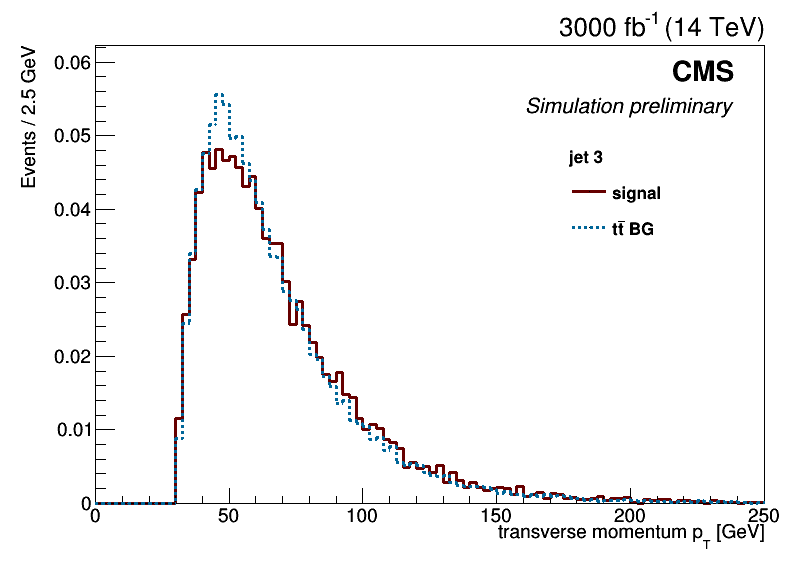 3000 fb⁻¹ (14 TeV)
CMS
Simulation preliminary
jet 3
signal
tt̄ BG
Events / 2.5 GeV
0.06
0.05
0.04
0.03
0.02
0.01
0
0 50 100 150 200 250
transverse momentum p_T [GeV]